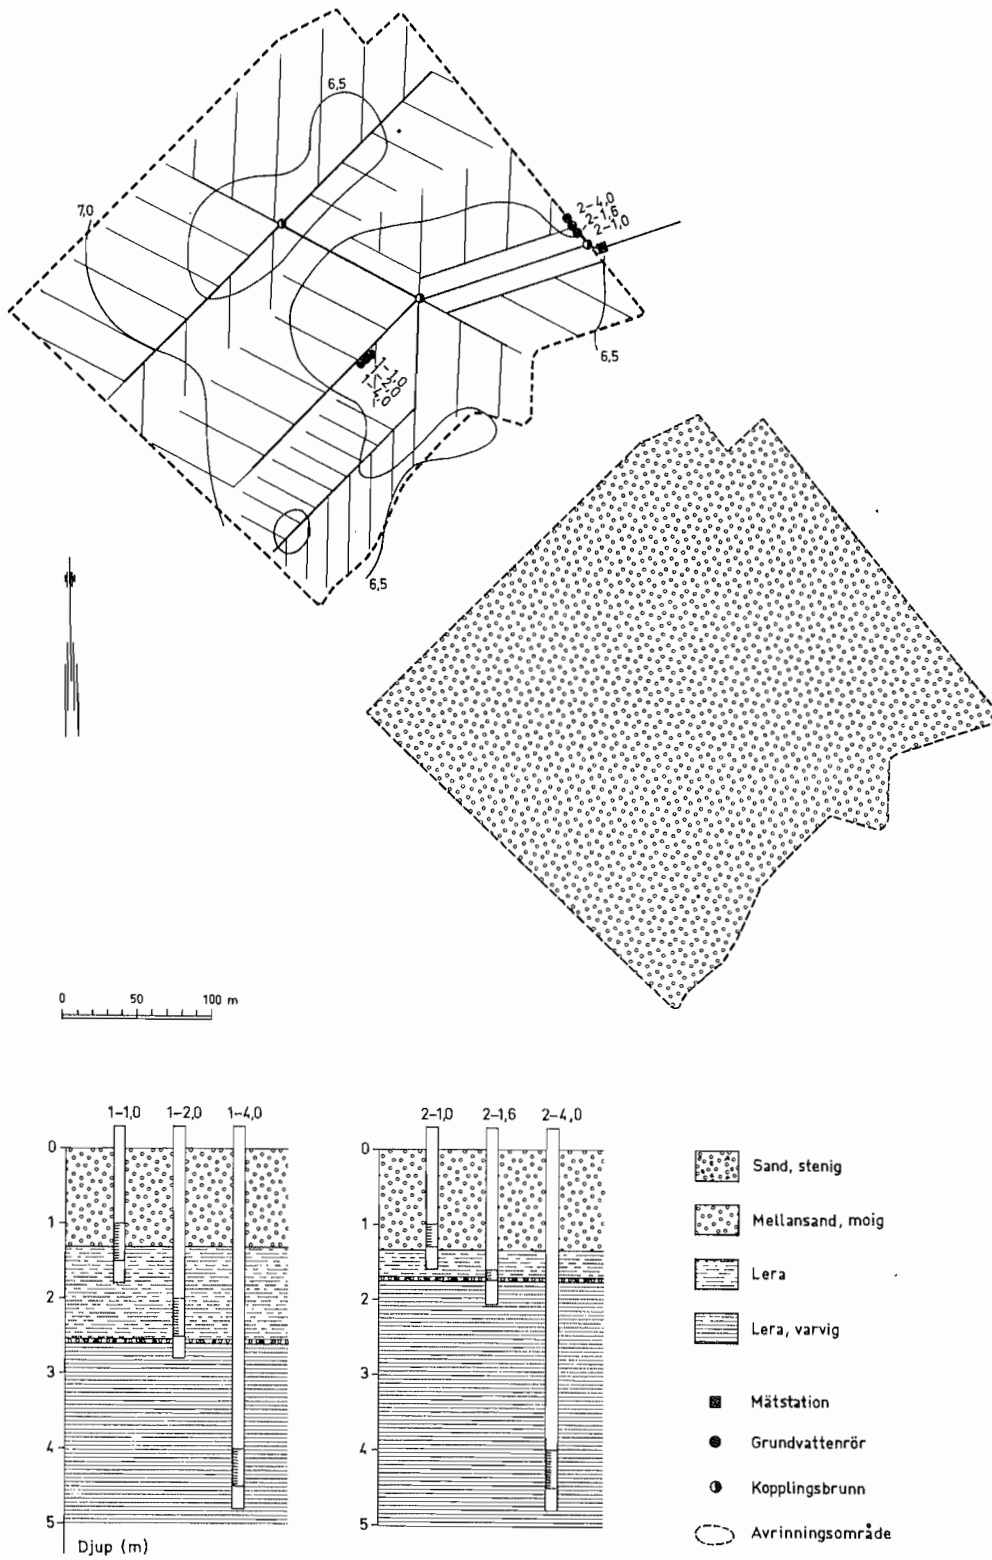 6,5
7,0
2–4,0
2–1,6
2–1,0
6,5
1–1,0
1–2,0
1–4,0
6,5
0 50 100 m
1–1,0 1–2,0 1–4,0
2–1,0 2–1,6 2–4,0
0
1
2
3
4
5
Djup (m)
0
1
2
3
4
5
Sand, stenig
Mellansand, moig
Lera
Lera, varvig
Mätstation
Grundvattenrör
Kopplingsbrunn
Avrinningsområde